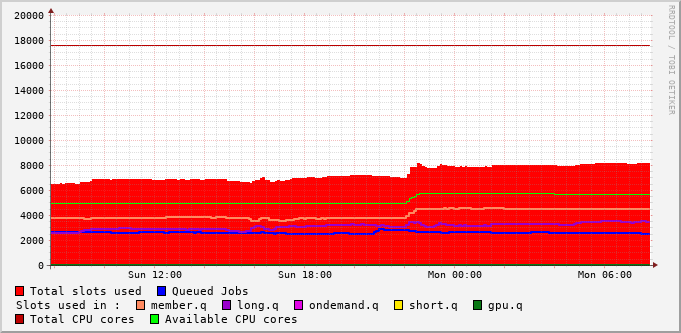 20000
18000
16000
14000
12000
10000
8000
6000
4000
2000
0
Sun 12:00 Sun 18:00 Mon 00:00 Mon 06:00
Total slots used Queued Jobs
Slots used in : member.q long.q ondemand.q short.q gpu.q
Total CPU cores Available CPU cores
RRDTOOL / TOBI OETIKER